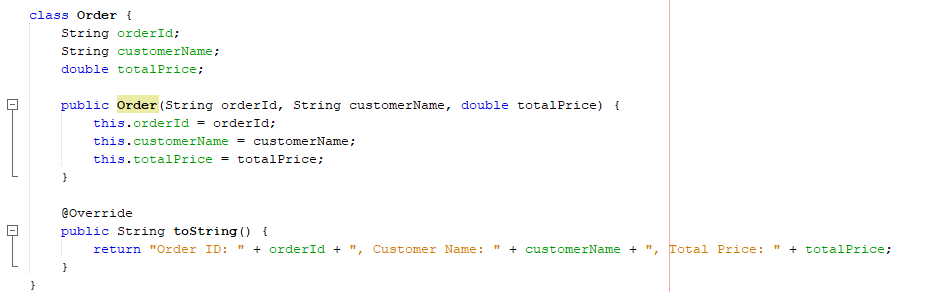 class Order {
    String orderId;
    String customerName;
    double totalPrice;
    public Order(String orderId, String customerName, double totalPrice) {
        this.orderId = orderId;
        this.customerName = customerName;
        this.totalPrice = totalPrice;
    }
    @Override
    public String toString() {
        return "Order ID: " + orderId + ", Customer Name: " + customerName + ", Total Price: " + totalPrice;
    }
}